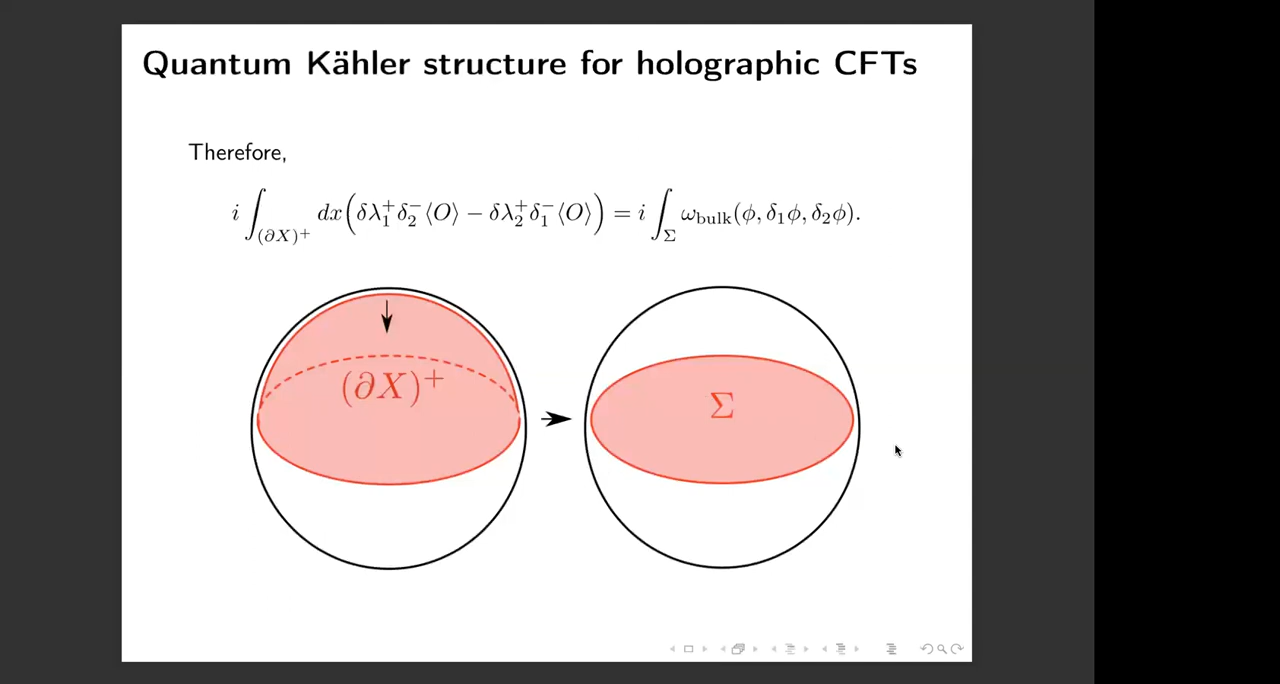 Quantum Kähler structure for holographic CFTs
Therefore,
i ∫_{(∂X)^+} dx(δλ_1^+ δ_2^- ⟨O⟩ − δλ_2^+ δ_1^- ⟨O⟩) = i ∫_Σ ω_bulk(ϕ, δ_1ϕ, δ_2ϕ).
(∂X)^+
Σ